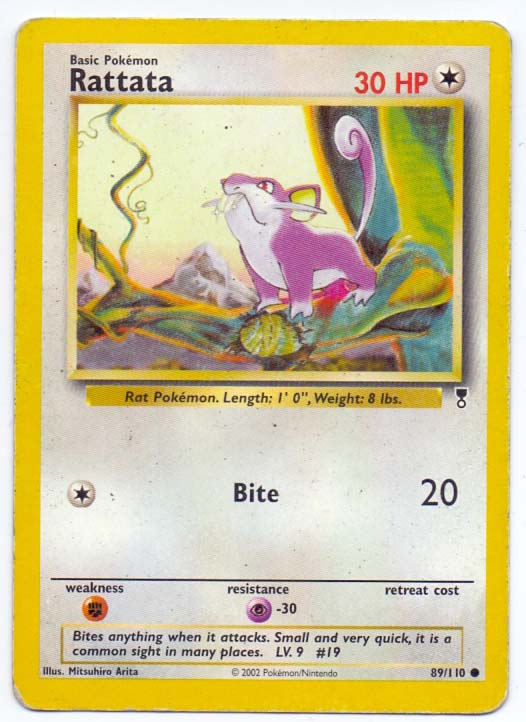 Basic Pokémon
Rattata
30 HP
Rat Pokémon. Length: 1' 0", Weight: 8 lbs.
Bite 20
weakness resistance retreat cost
-30
Bites anything when it attacks. Small and very quick, it is a
common sight in many places. LV. 9 #19
Illus. Mitsuhiro Arita © 2002 Pokémon/Nintendo 89/110